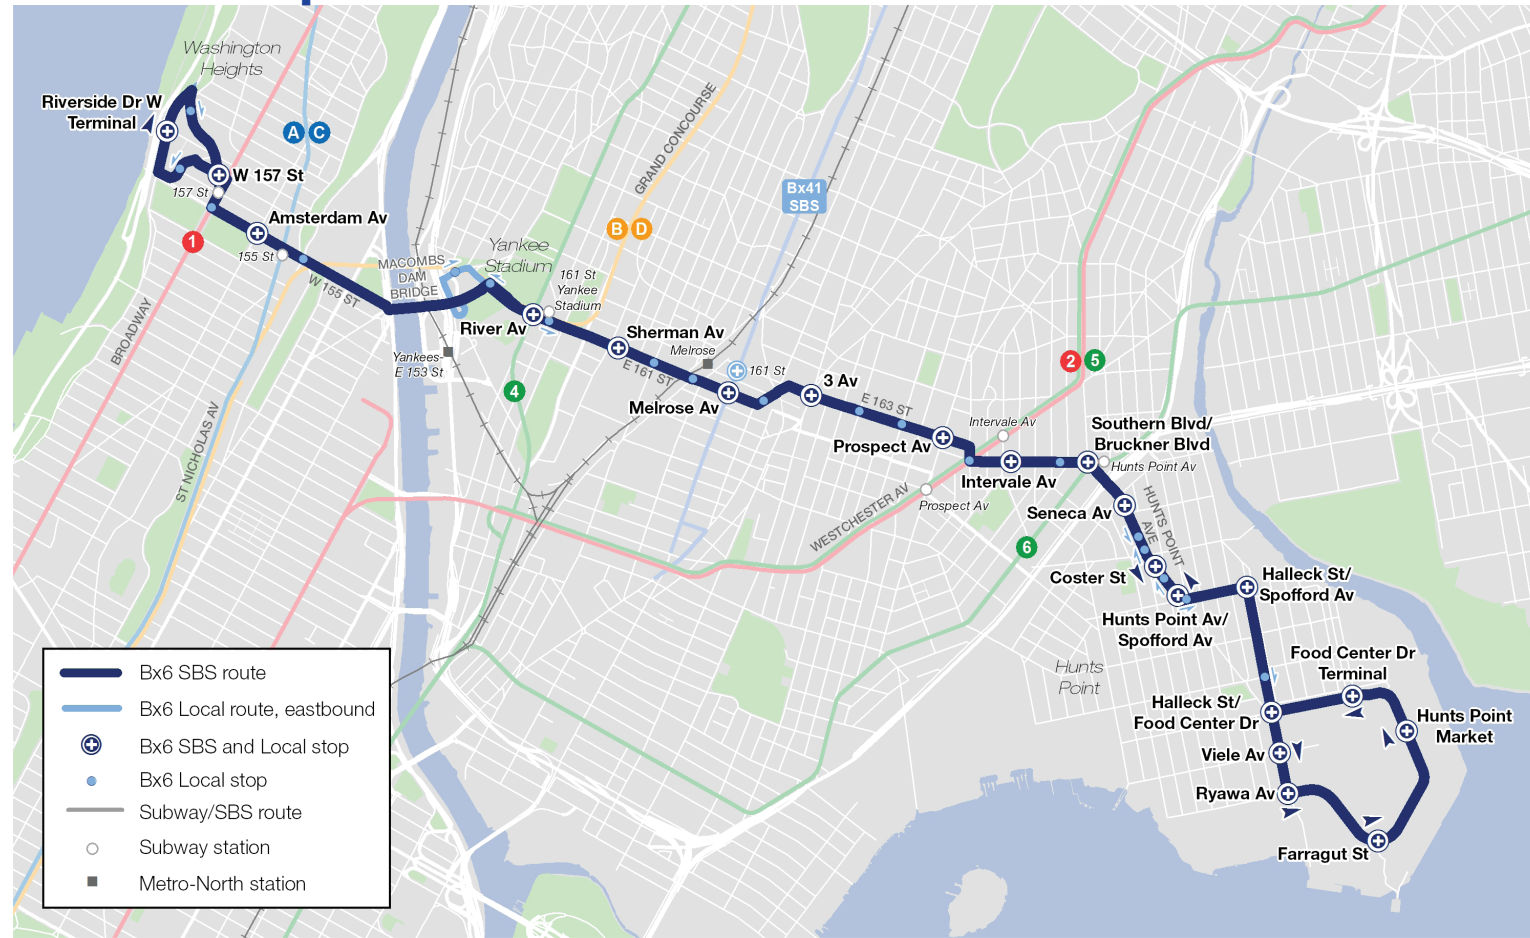 Washington
Heights
Riverside Dr W
Terminal
A C
W 157 St
157 St
Amsterdam Av
1
155 St
W 155 ST
BROADWAY
ST NICHOLAS AV
MACOMBS
DAM
BRIDGE
Yankee
Stadium
161 St
Yankee
Stadium
River Av
Yankees-
E 153 St
4
B D
GRAND CONCOURSE
Bx41
SBS
Sherman Av
Melrose
E 161 ST
161 St
Melrose Av
3 Av
E 163 ST
Prospect Av
2 5
Intervale Av
Intervale Av
Prospect Av
WESTCHESTER AV
Southern Blvd/
Bruckner Blvd
Hunts Point Av
6
Seneca Av
HUNTS POINT
AVE
Coster St
Hunts Point Av/
Spofford Av
Halleck St/
Spofford Av
Hunts
Point
Food Center Dr
Terminal
Halleck St/
Food Center Dr
Hunts Point
Market
Viele Av
Ryawa Av
Farragut St
Bx6 SBS route
Bx6 Local route, eastbound
Bx6 SBS and Local stop
Bx6 Local stop
Subway/SBS route
Subway station
Metro-North station